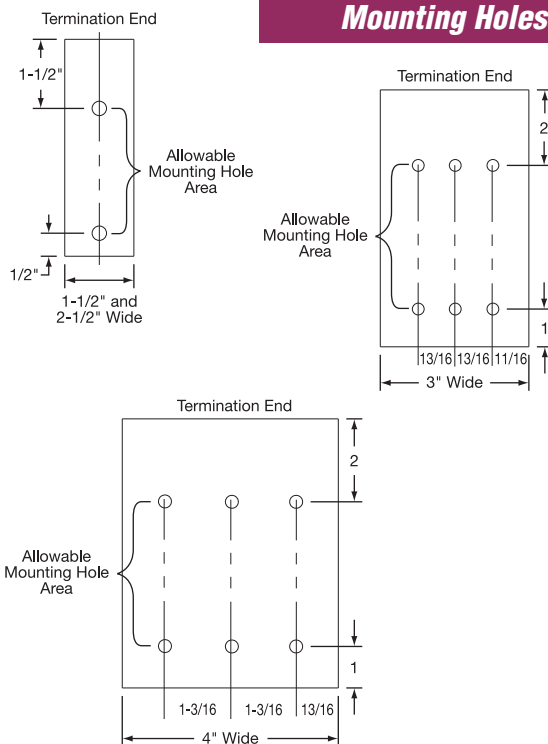 Mounting Holes
Termination End
1-1/2"
Allowable
Mounting Hole
Area
1/2"
1-1/2" and
2-1/2" Wide
Termination End
2
Allowable
Mounting Hole
Area
1
13/16 13/16 11/16
3" Wide
Termination End
2
Allowable
Mounting Hole
Area
1
1-3/16 1-3/16 13/16
4" Wide